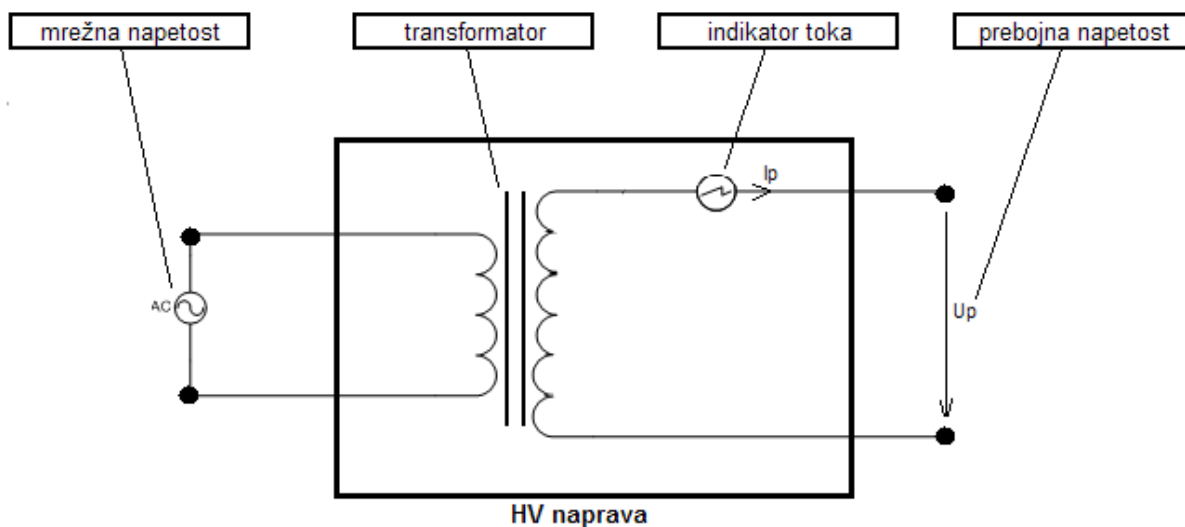 mrežna napetost
transformator
indikator toka
prebojna napetost
Ip
AC
Up
HV naprava